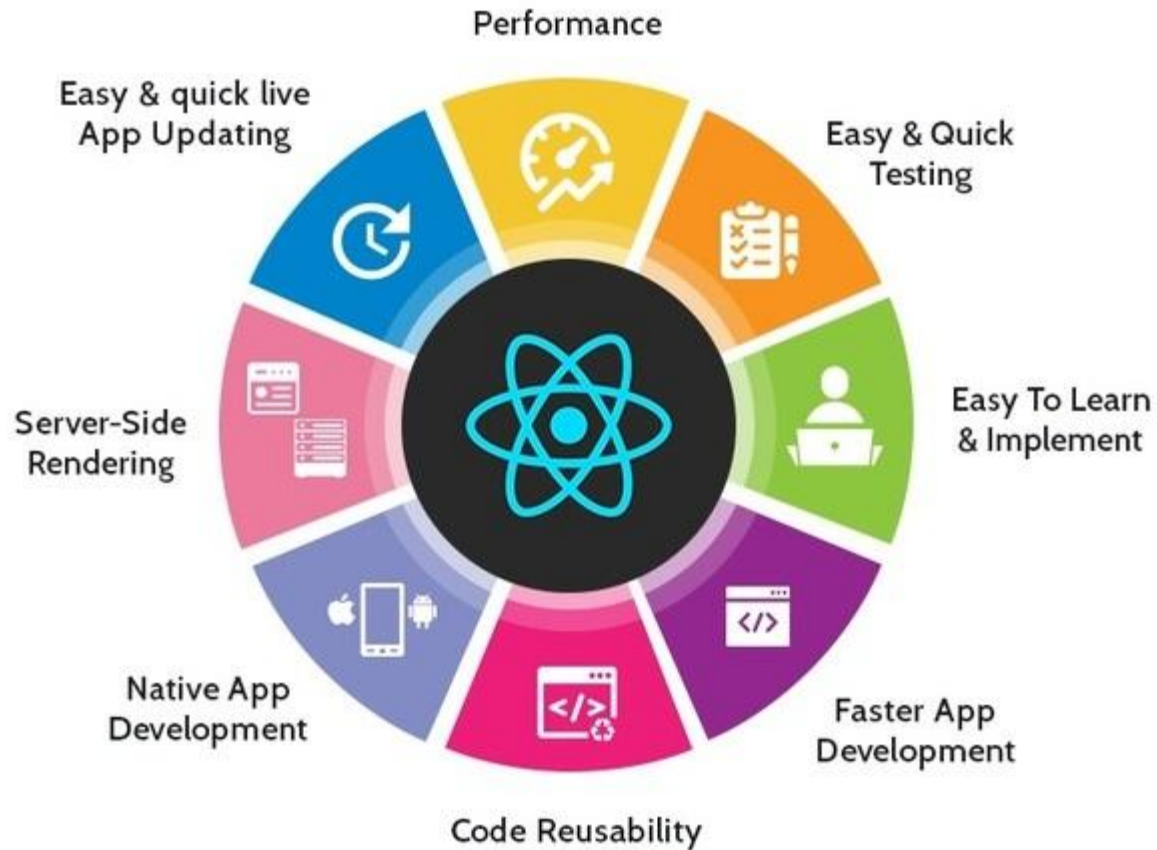 Performance
Easy & quick live
App Updating
Easy & Quick
Testing
Server-Side
Rendering
Easy To Learn
& Implement
Native App
Development
Faster App
Development
Code Reusability